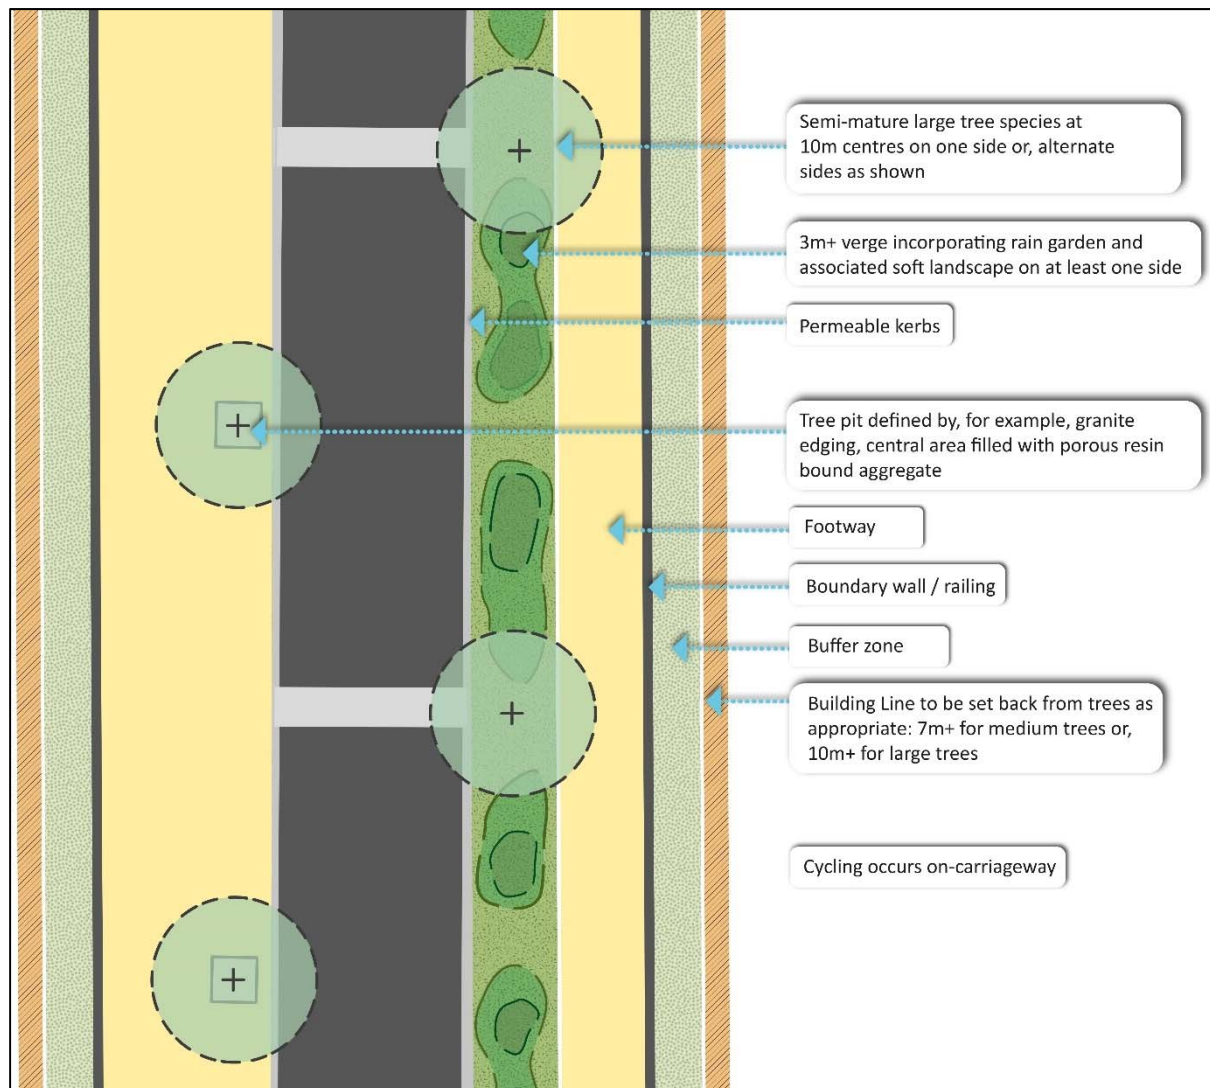 Semi-mature large tree species at
10m centres on one side or, alternate
sides as shown
3m+ verge incorporating rain garden and
associated soft landscape on at least one side
Permeable kerbs
Tree pit defined by, for example, granite
edging, central area filled with porous resin
bound aggregate
Footway
Boundary wall / railing
Buffer zone
Building Line to be set back from trees as
appropriate: 7m+ for medium trees or,
10m+ for large trees
Cycling occurs on-carriageway